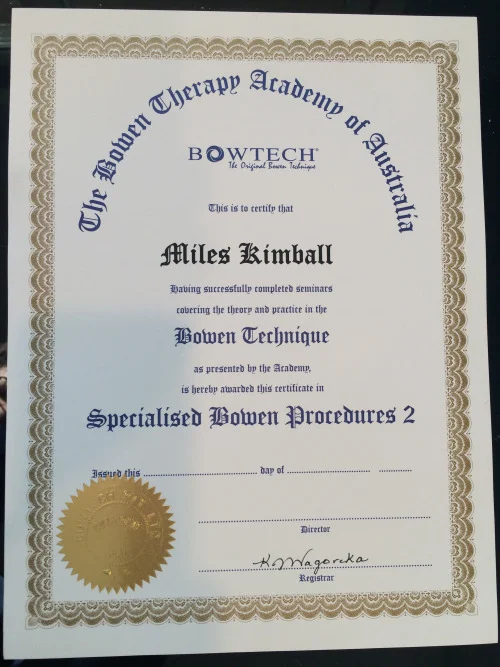 The Bowen Therapy Academy of Australia
BOWTECH®
The Original Bowen Technique
This is to certify that
Miles Kimball
Having successfully completed seminars
covering the theory and practice in the
Bowen Technique
as presented by the Academy,
is hereby awarded this certificate in
Specialised Bowen Procedures 2
Issued this ........ day of ........ ........
Director
K. Wagorcka
Registrar